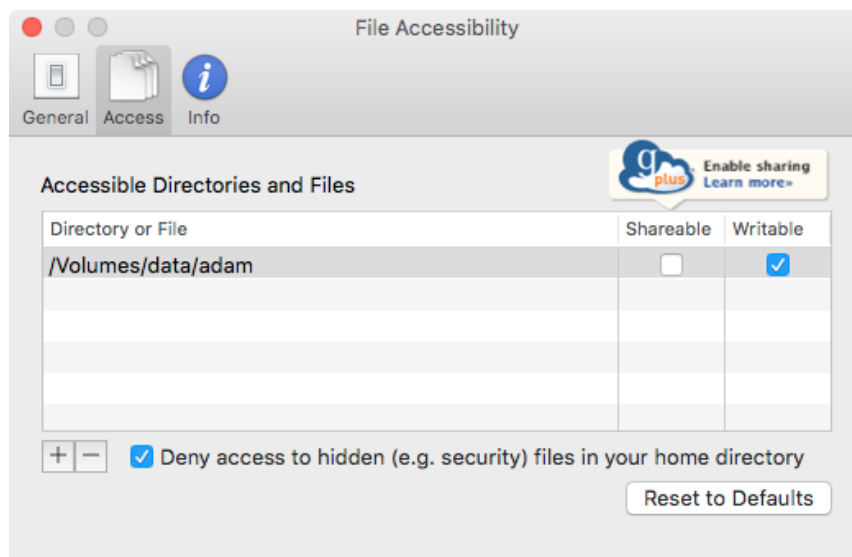 File Accessibility
General Access Info
g plus Enable sharing
Learn more»
Accessible Directories and Files
Directory or File Shareable Writable
/Volumes/data/adam
+ − Deny access to hidden (e.g. security) files in your home directory
Reset to Defaults